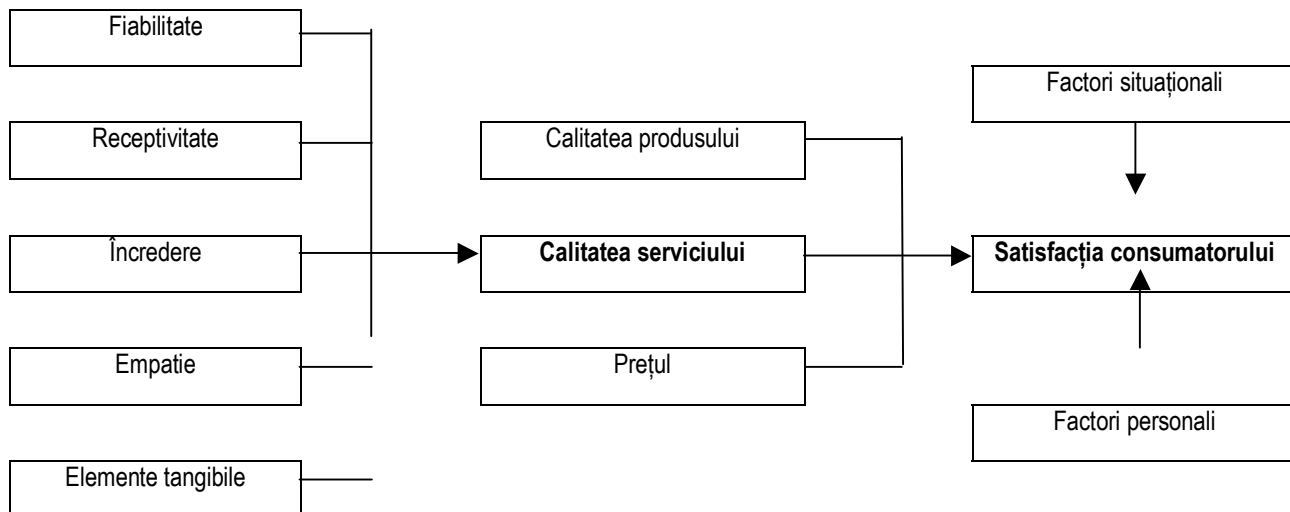 Fiabilitate
Receptivitate
Încredere
Empatie
Elemente tangibile
Calitatea produsului
Calitatea serviciului
Prețul
Factori situaționali
Satisfacția consumatorului
Factori personali